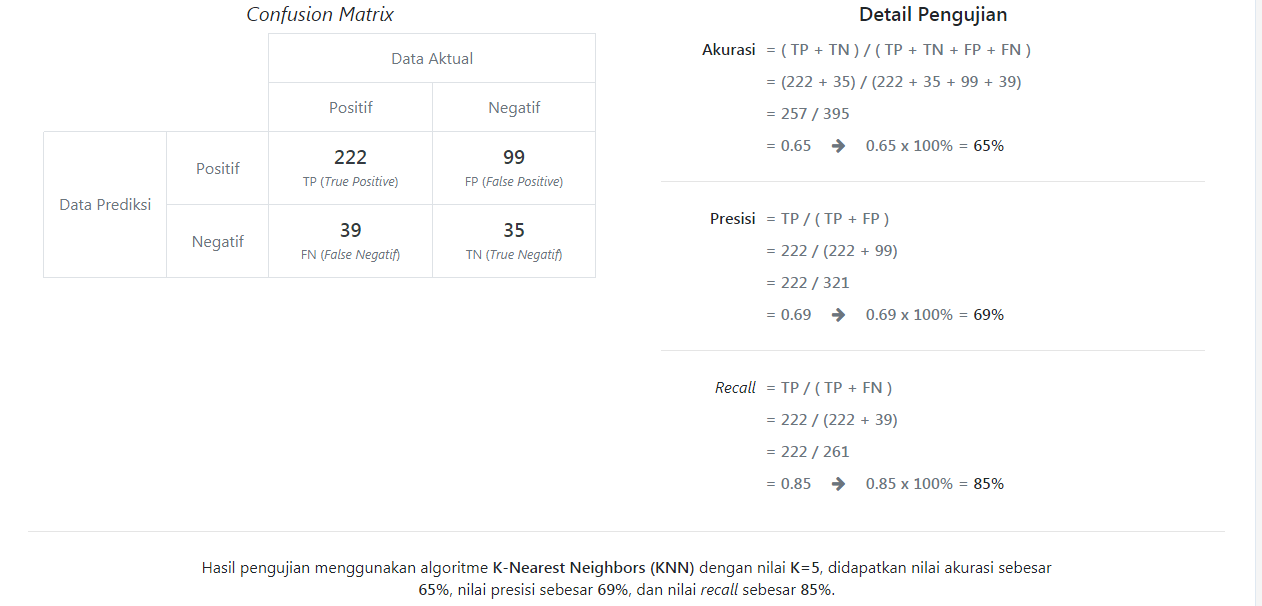 Confusion Matrix
Data Aktual
Positif Negatif
Data Prediksi
Positif
222
TP (True Positive)
99
FP (False Positive)
Negatif
39
FN (False Negatif)
35
TN (True Negatif)
Detail Pengujian
Akurasi = ( TP + TN ) / ( TP + TN + FP + FN )
= (222 + 35) / (222 + 35 + 99 + 39)
= 257 / 395
= 0.65 ➔ 0.65 x 100% = 65%
Presisi = TP / ( TP + FP )
= 222 / (222 + 99)
= 222 / 321
= 0.69 ➔ 0.69 x 100% = 69%
Recall = TP / ( TP + FN )
= 222 / (222 + 39)
= 222 / 261
= 0.85 ➔ 0.85 x 100% = 85%
Hasil pengujian menggunakan algoritme K-Nearest Neighbors (KNN) dengan nilai K=5, didapatkan nilai akurasi sebesar
65%, nilai presisi sebesar 69%, dan nilai recall sebesar 85%.